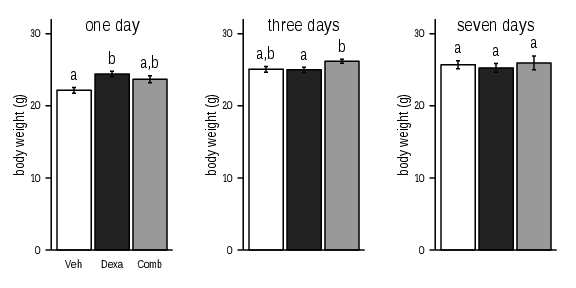 one day
three days
seven days
30
20
10
0
body weight (g)
a
b
a,b
Veh
Dexa
Comb
30
20
10
0
body weight (g)
a,b
a
b
30
20
10
0
body weight (g)
a
a
a